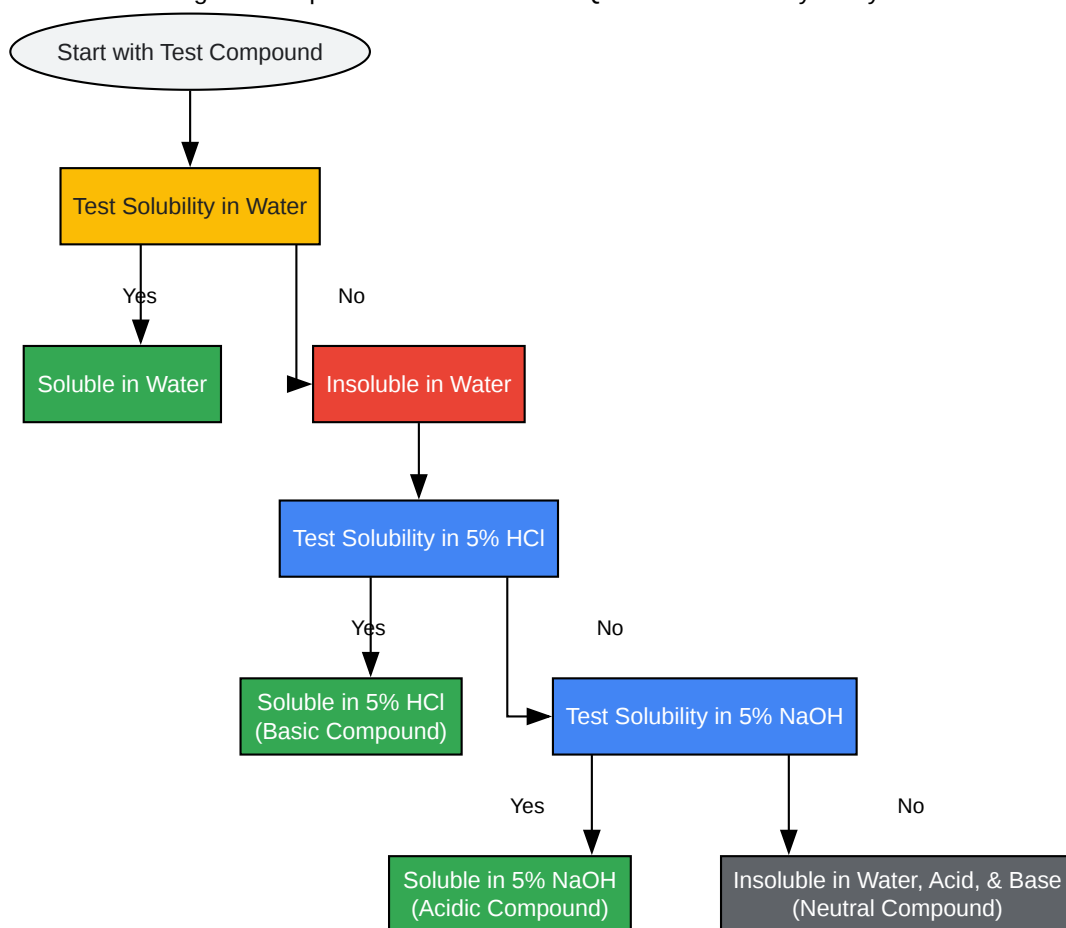 Start with Test Compound
Test Solubility in Water
Yes
No
Soluble in Water
Insoluble in Water
Test Solubility in 5% HCl
Yes
No
Soluble in 5% HCl
(Basic Compound)
Test Solubility in 5% NaOH
Yes
No
Soluble in 5% NaOH
(Acidic Compound)
Insoluble in Water, Acid, & Base
(Neutral Compound)